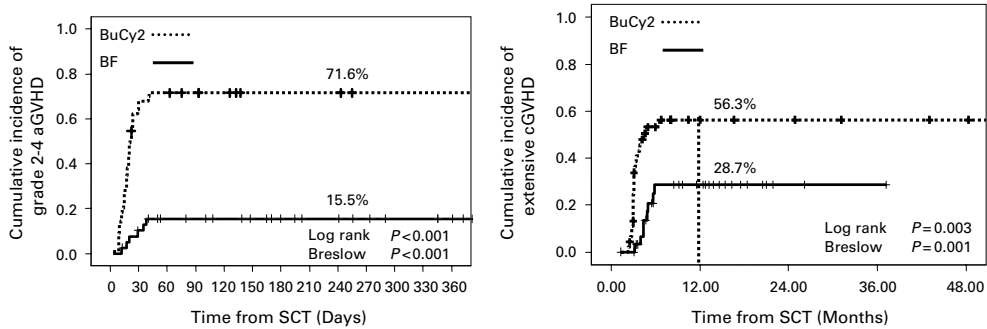 Cumulative incidence of
grade 2-4 aGVHD
1.0
0.8
0.6
0.4
0.2
0.0
BuCy2
BF
71.6%
15.5%
Log rank P<0.001
Breslow P<0.001
0 30 60 90 120 150 180 210 240 270 300 330 360
Time from SCT (Days)
Cumulative incidence of
extensive cGVHD
1.0
0.8
0.6
0.4
0.2
0.0
BuCy2
BF
56.3%
28.7%
Log rank P=0.003
Breslow P=0.001
0.00 12.00 24.00 36.00 48.00
Time from SCT (Months)